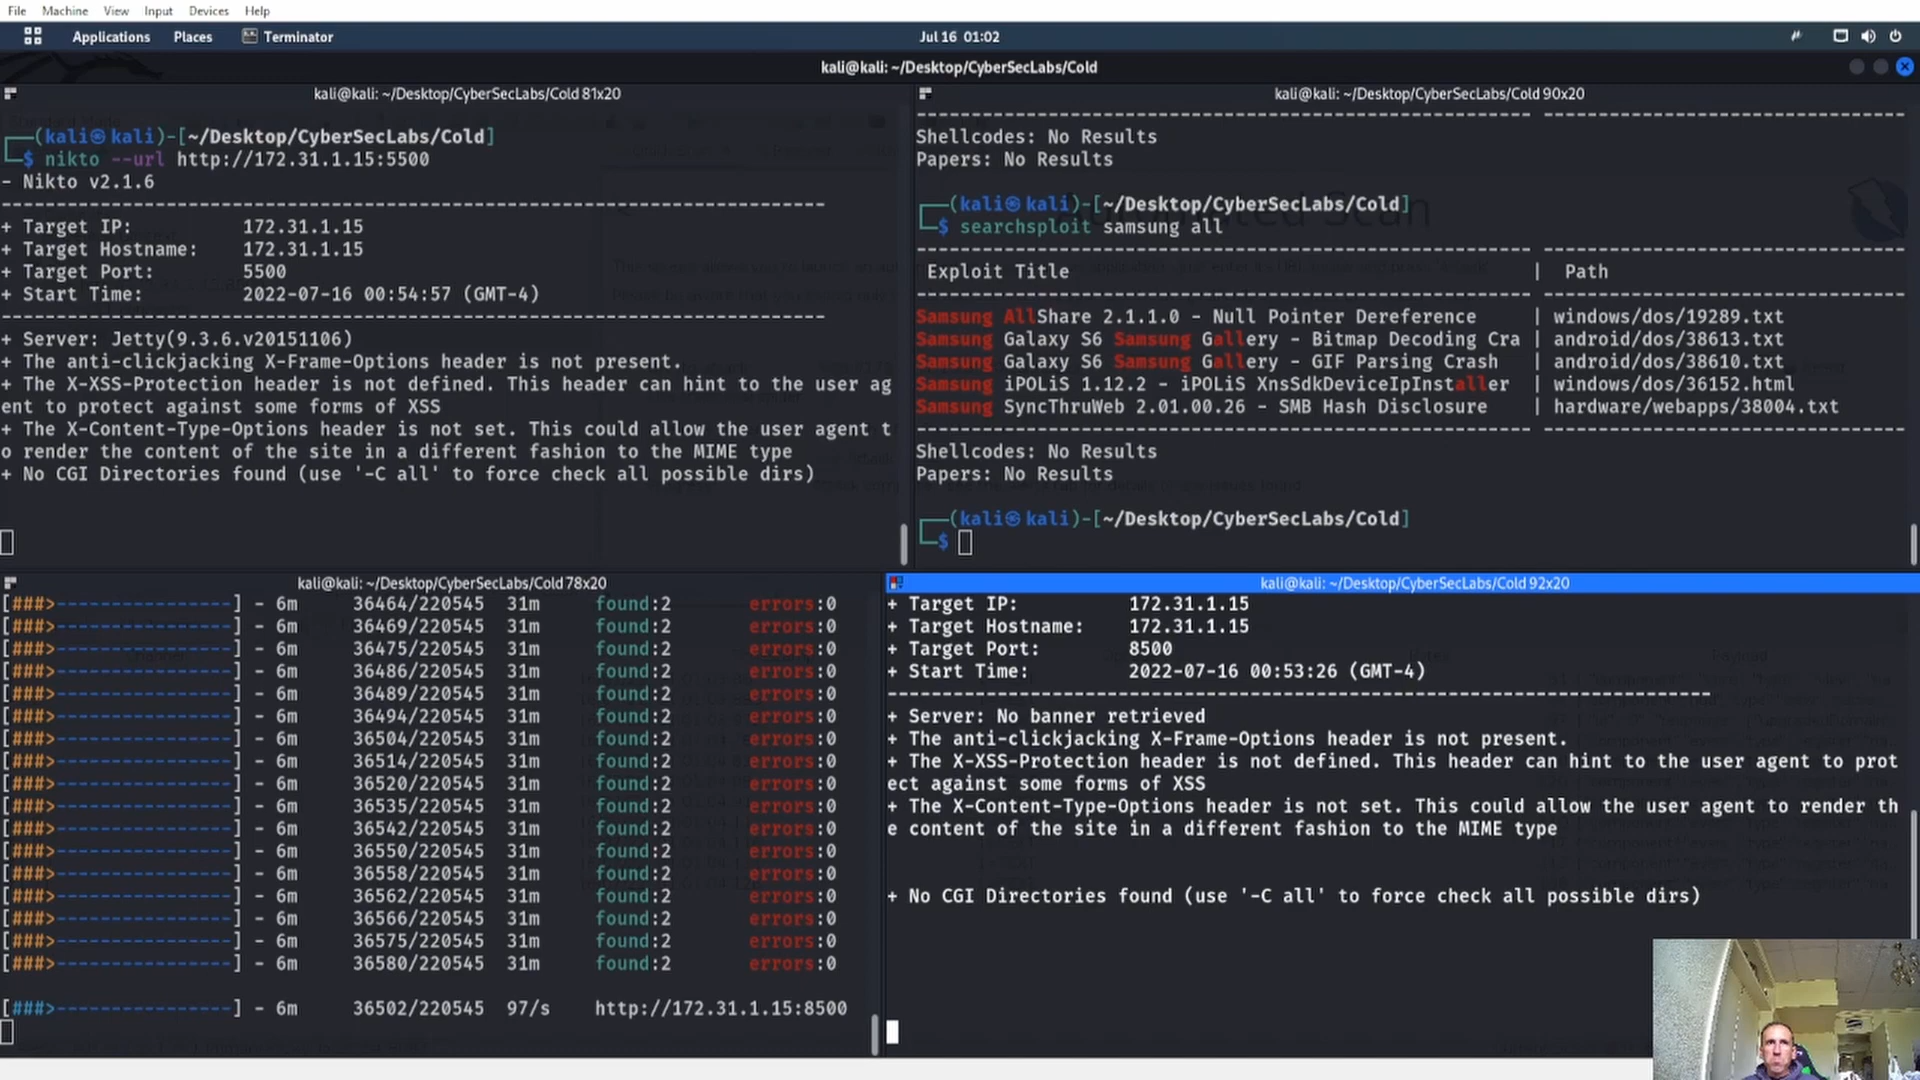 File Machine View Input Devices Help
Applications Places Terminator Jul 16 01:02
kali@kali: ~/Desktop/CyberSecLabs/Cold
kali@kali: ~/Desktop/CyberSecLabs/Cold 81x20
┌──(kali㉿kali)-[~/Desktop/CyberSecLabs/Cold]
└─$ nikto --url http://172.31.1.15:5500
- Nikto v2.1.6
---------------------------------------------------------------------------
+ Target IP: 172.31.1.15
+ Target Hostname: 172.31.1.15
+ Target Port: 5500
+ Start Time: 2022-07-16 00:54:57 (GMT-4)
---------------------------------------------------------------------------
+ Server: Jetty(9.3.6.v20151106)
+ The anti-clickjacking X-Frame-Options header is not present.
+ The X-XSS-Protection header is not defined. This header can hint to the user ag
ent to protect against some forms of XSS
+ The X-Content-Type-Options header is not set. This could allow the user agent t
o render the content of the site in a different fashion to the MIME type
+ No CGI Directories found (use '-C all' to force check all possible dirs)
kali@kali: ~/Desktop/CyberSecLabs/Cold 90x20
Shellcodes: No Results
Papers: No Results
┌──(kali㉿kali)-[~/Desktop/CyberSecLabs/Cold]
└─$ searchsploit samsung all
Exploit Title | Path
Samsung AllShare 2.1.1.0 - Null Pointer Dereference | windows/dos/19289.txt
Samsung Galaxy S6 Samsung Gallery - Bitmap Decoding Cra | android/dos/38613.txt
Samsung Galaxy S6 Samsung Gallery - GIF Parsing Crash | android/dos/38610.txt
Samsung iPOLiS 1.12.2 - iPOLiS XnsSdkDeviceIpInstaller | windows/dos/36152.html
Samsung SyncThruWeb 2.01.00.26 - SMB Hash Disclosure | hardware/webapps/38004.txt
Shellcodes: No Results
Papers: No Results
┌──(kali㉿kali)-[~/Desktop/CyberSecLabs/Cold]
└─$
kali@kali: ~/Desktop/CyberSecLabs/Cold 78x20
[###>----------------] - 6m 36464/220545 31m found:2 errors:0
[###>----------------] - 6m 36469/220545 31m found:2 errors:0
[###>----------------] - 6m 36475/220545 31m found:2 errors:0
[###>----------------] - 6m 36486/220545 31m found:2 errors:0
[###>----------------] - 6m 36489/220545 31m found:2 errors:0
[###>----------------] - 6m 36494/220545 31m found:2 errors:0
[###>----------------] - 6m 36504/220545 31m found:2 errors:0
[###>----------------] - 6m 36514/220545 31m found:2 errors:0
[###>----------------] - 6m 36520/220545 31m found:2 errors:0
[###>----------------] - 6m 36535/220545 31m found:2 errors:0
[###>----------------] - 6m 36542/220545 31m found:2 errors:0
[###>----------------] - 6m 36550/220545 31m found:2 errors:0
[###>----------------] - 6m 36558/220545 31m found:2 errors:0
[###>----------------] - 6m 36562/220545 31m found:2 errors:0
[###>----------------] - 6m 36566/220545 31m found:2 errors:0
[###>----------------] - 6m 36575/220545 31m found:2 errors:0
[###>----------------] - 6m 36580/220545 31m found:2 errors:0
[###>----------------] - 6m 36502/220545 97/s http://172.31.1.15:8500
kali@kali: ~/Desktop/CyberSecLabs/Cold 92x20
+ Target IP: 172.31.1.15
+ Target Hostname: 172.31.1.15
+ Target Port: 8500
+ Start Time: 2022-07-16 00:53:26 (GMT-4)
---------------------------------------------------------------------------
+ Server: No banner retrieved
+ The anti-clickjacking X-Frame-Options header is not present.
+ The X-XSS-Protection header is not defined. This header can hint to the user agent to prot
ect against some forms of XSS
+ The X-Content-Type-Options header is not set. This could allow the user agent to render th
e content of the site in a different fashion to the MIME type
+ No CGI Directories found (use '-C all' to force check all possible dirs)